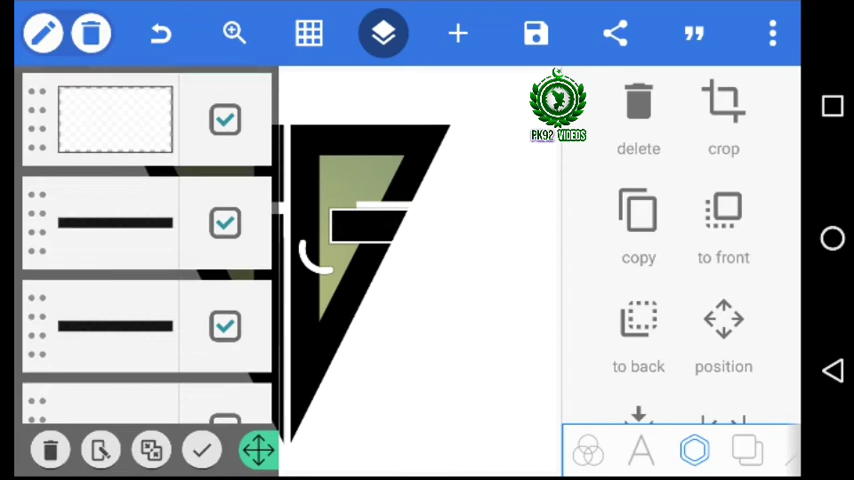 PK92 VIDEOS
delete
crop
copy
to front
to back
position